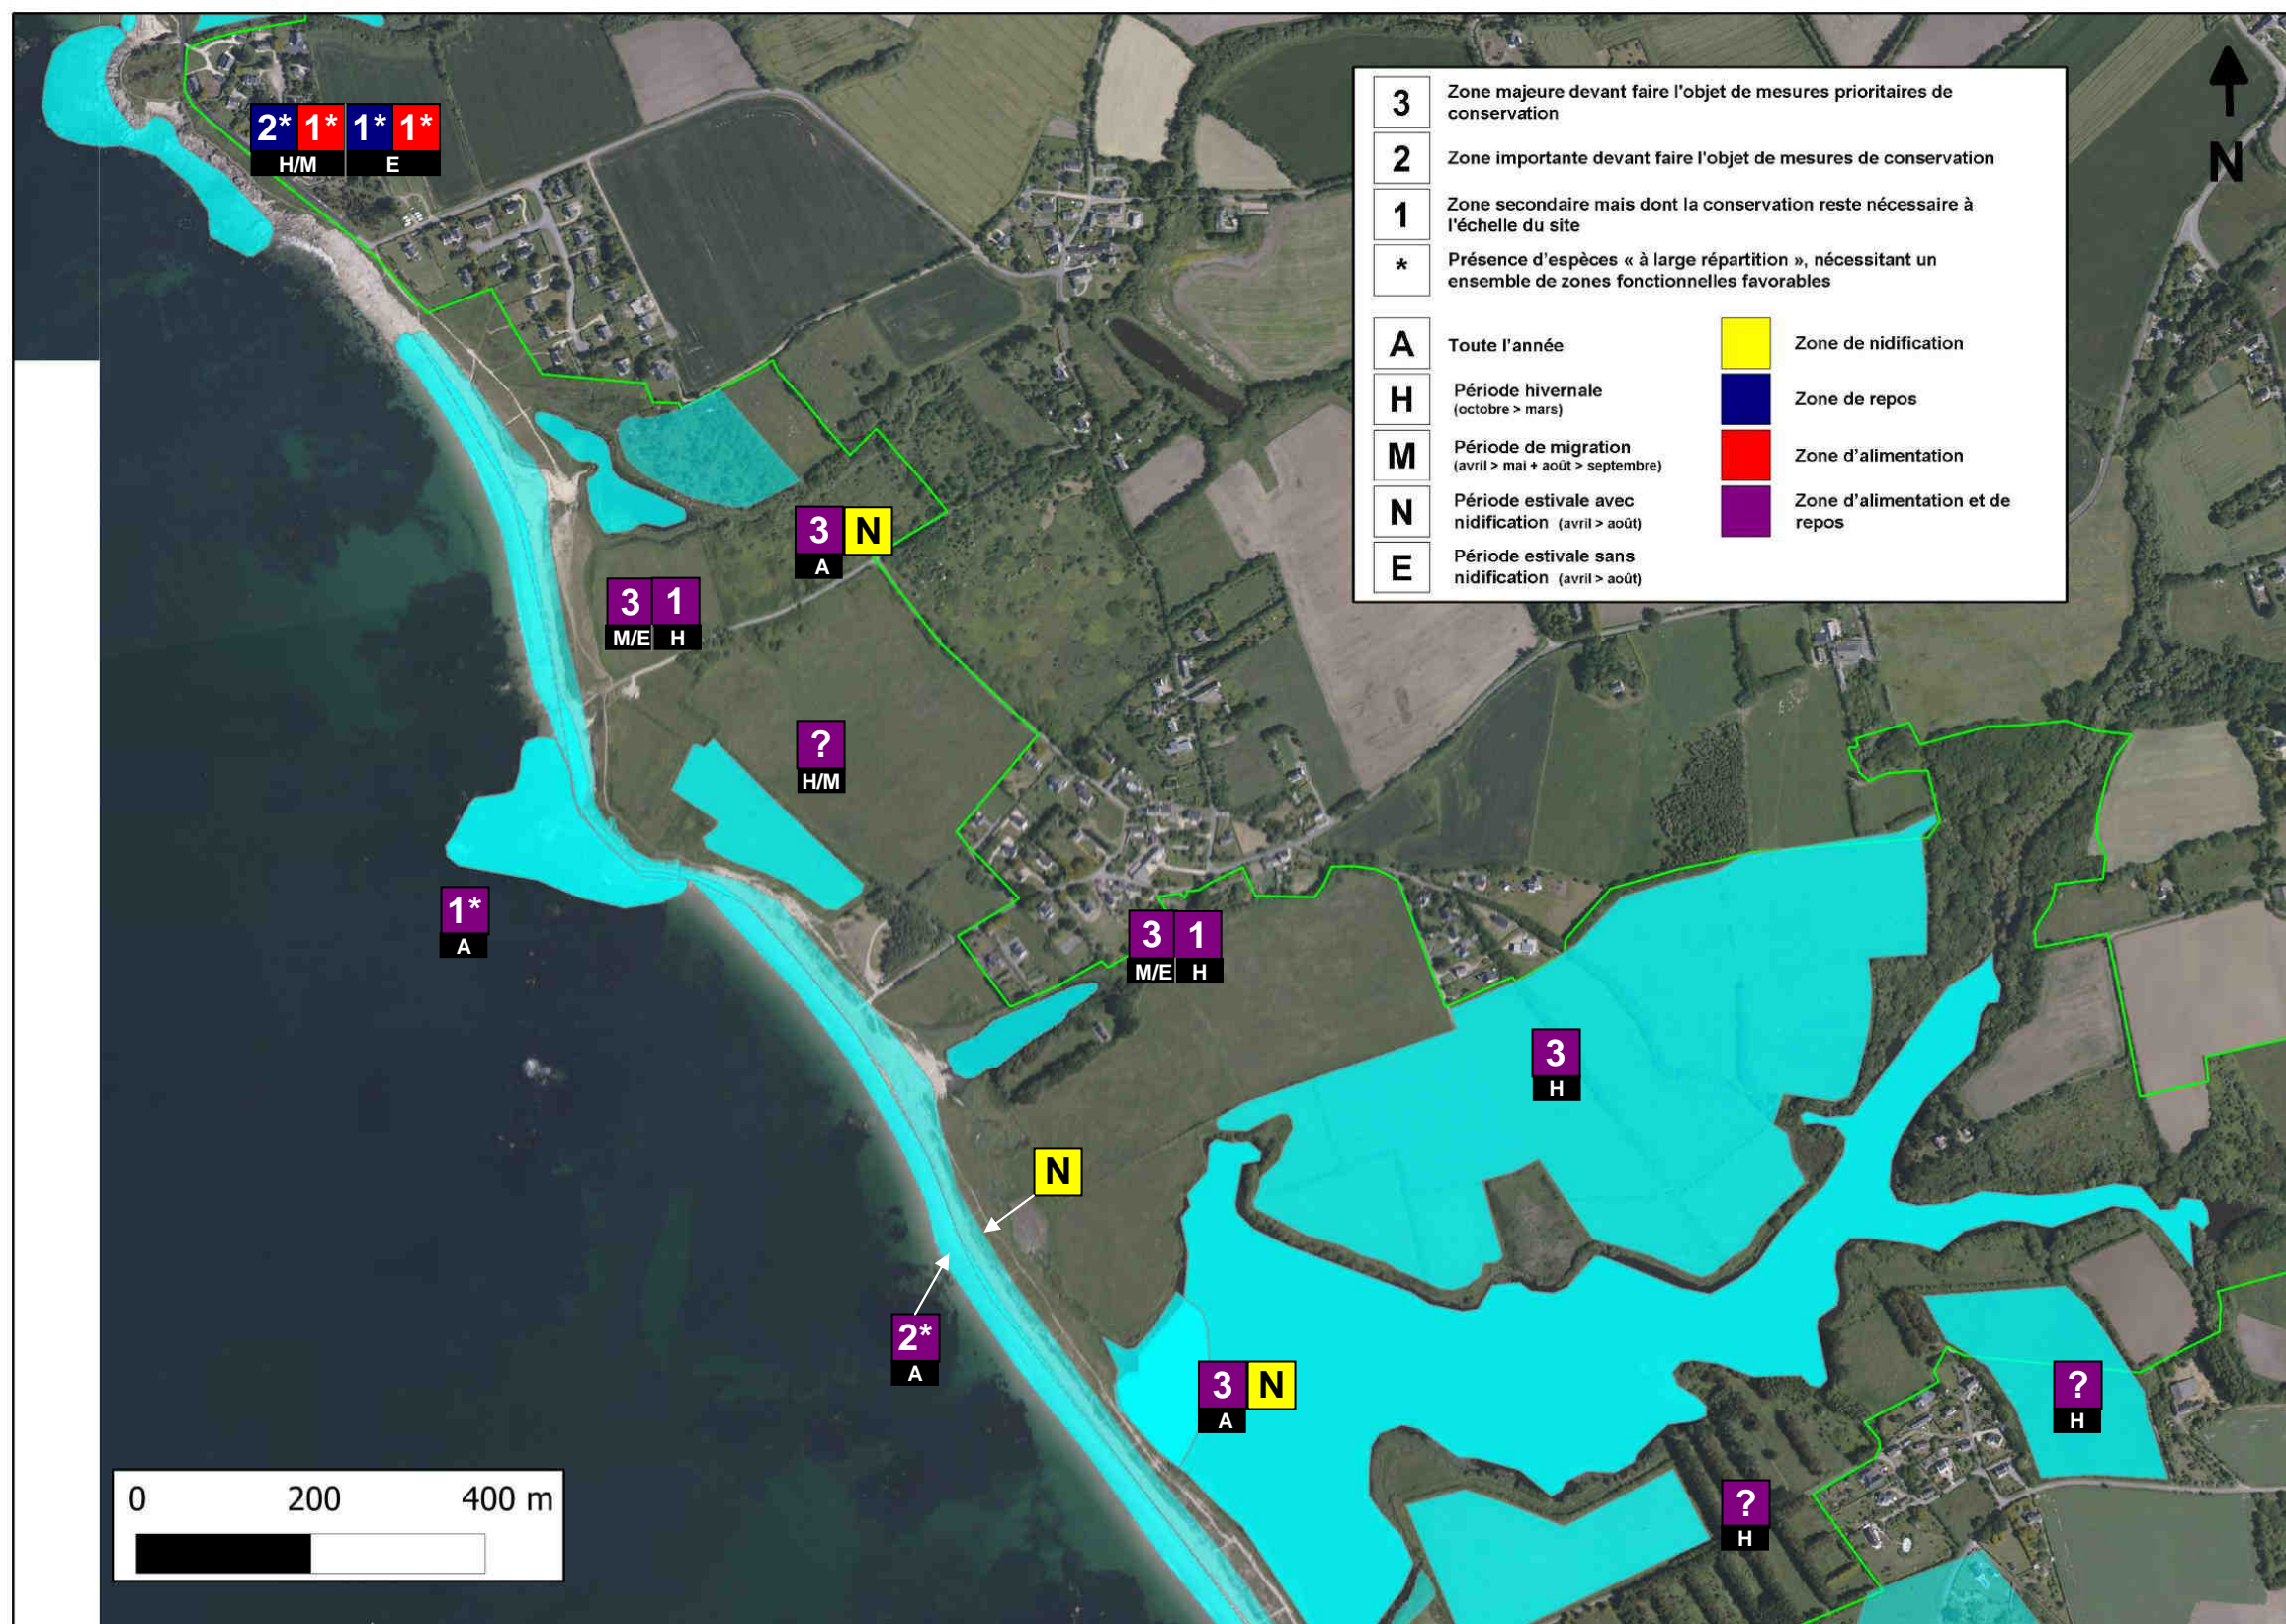 2* 1* 1* 1*
H/M E
3 Zone majeure devant faire l'objet de mesures prioritaires de
conservation
2 Zone importante devant faire l'objet de mesures de conservation
1 Zone secondaire mais dont la conservation reste nécessaire à
l'échelle du site
* Présence d'espèces « à large répartition », nécessitant un
ensemble de zones fonctionnelles favorables
A Toute l'année
H Période hivernale
(octobre > mars)
M Période de migration
(avril > mai + août > septembre)
N Période estivale avec
nidification (avril > août)
E Période estivale sans
nidification (avril > août)
Zone de nidification
Zone de repos
Zone d'alimentation
Zone d'alimentation et de
repos
N
3 N
A
3 1
M/E H
?
H/M
1*
A
3 1
M/E H
3
H
N
2*
A
3 N
A
?
H
?
H
0 200 400 m